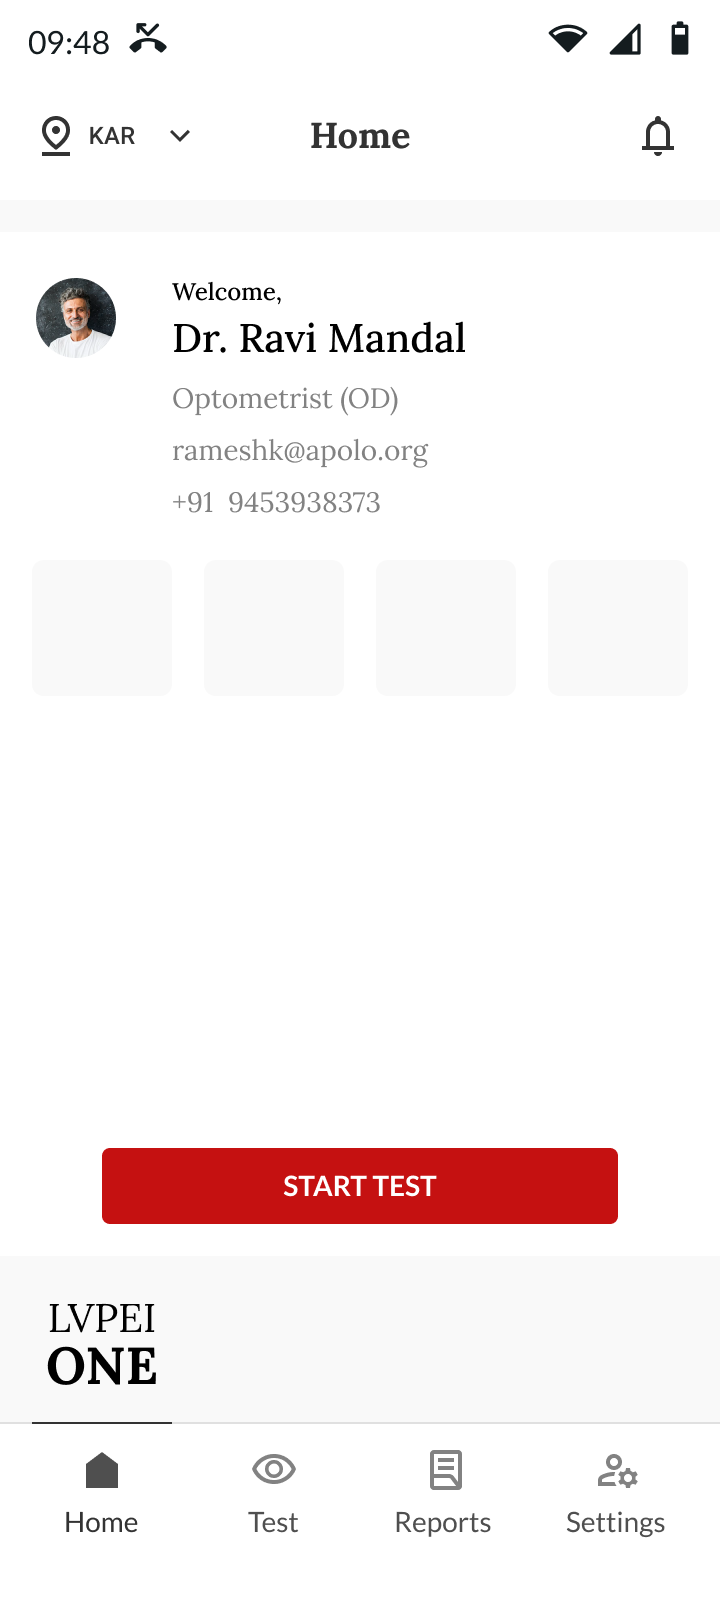 09:48
KAR
Home
Welcome,
Dr. Ravi Mandal
Optometrist (OD)
rameshk@apolo.org
+91 9453938373
START TEST
LVPEI
ONE
Home
Test
Reports
Settings